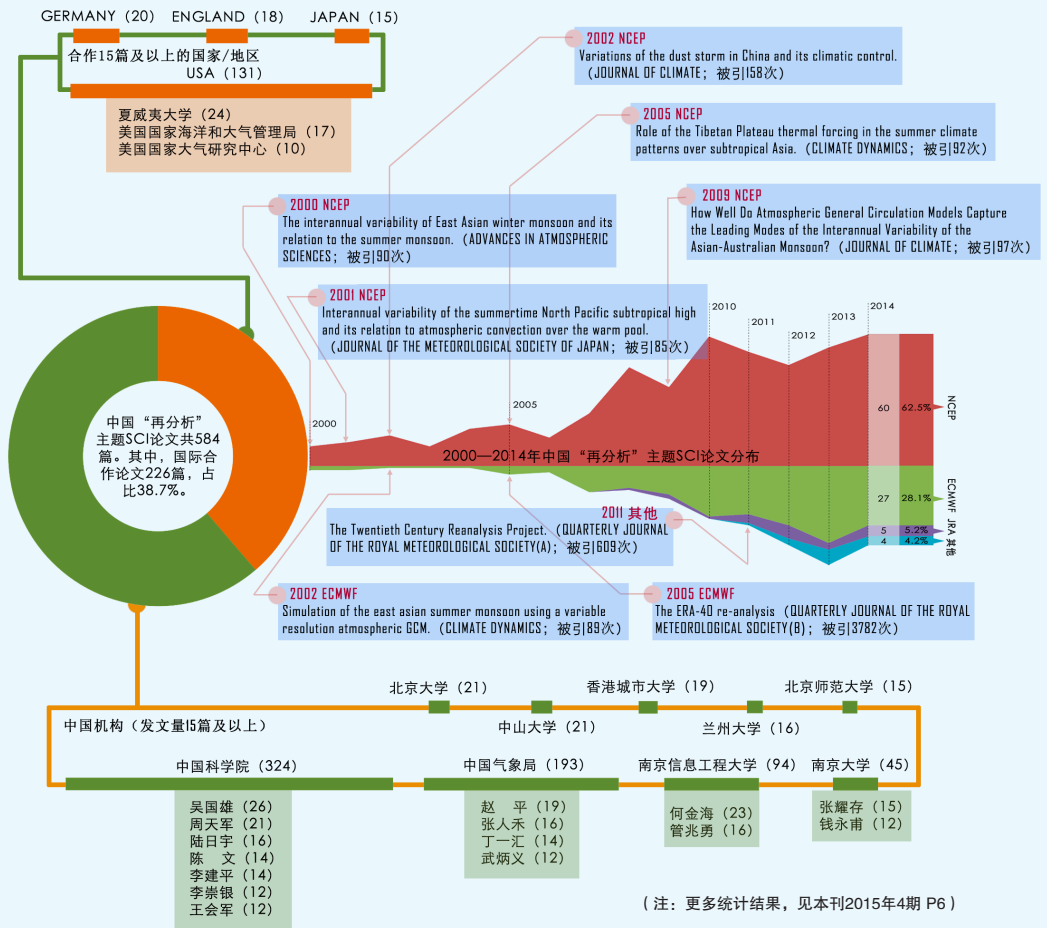 GERMANY (20)
ENGLAND (18)
JAPAN (15)
合作15篇及以上的国家/地区
USA (131)
夏威夷大学 (24)
美国国家海洋和大气管理局 (17)
美国国家大气研究中心 (10)
2002 NCEP
Variations of the dust storm in China and its climatic control.
(JOURNAL OF CLIMATE; 被引158次)
2005 NCEP
Role of the Tibetan Plateau thermal forcing in the summer climate
patterns over subtropical Asia. (CLIMATE DYNAMICS; 被引92次)
2000 NCEP
The interannual variability of East Asian winter monsoon and its
relation to the summer monsoon. (ADVANCES IN ATMOSPHERIC
SCIENCES; 被引90次)
2009 NCEP
How Well Do Atmospheric General Circulation Models Capture
the Leading Modes of the Interannual Variability of the
Asian-Australian Monsoon? (JOURNAL OF CLIMATE; 被引97次)
2001 NCEP
Interannual variability of the summertime North Pacific subtropical high
and its relation to atmospheric convection over the warm pool.
(JOURNAL OF THE METEOROLOGICAL SOCIETY OF JAPAN; 被引85次)
2010
2011
2012
2013
2014
2000
2005
中国“再分析”
主题SCI论文共584
篇。其中，国际合
作论文226篇，占
比38.7%。
2000—2014年中国“再分析”主题SCI论文分布
60
62.5%
NCEP
27
28.1%
ECMWF
5
5.2%
JRA
4
4.2%
其他
2011 其他
The Twentieth Century Reanalysis Project. (QUARTERLY JOURNAL
OF THE ROYAL METEOROLOGICAL SOCIETY(A); 被引609次)
2002 ECMWF
Simulation of the east asian summer monsoon using a variable
resolution atmospheric GCM. (CLIMATE DYNAMICS; 被引89次)
2005 ECMWF
The ERA-40 re-analysis (QUARTERLY JOURNAL OF THE ROYAL
METEOROLOGICAL SOCIETY(B); 被引3782次)
北京大学 (21)
香港城市大学 (19)
北京师范大学 (15)
中国机构（发文量15篇及以上）
中山大学 (21)
兰州大学 (16)
中国科学院 (324)
中国气象局 (193)
南京信息工程大学 (94)
南京大学 (45)
吴国雄 (26)
周天军 (21)
陆日宇 (16)
陈　文 (14)
李建平 (14)
李崇银 (12)
王会军 (12)
赵　平 (19)
张人禾 (16)
丁一汇 (14)
武炳义 (12)
何金海 (23)
管兆勇 (16)
张耀存 (15)
钱永甫 (12)
（注：更多统计结果，见本刊2015年4期 P6）